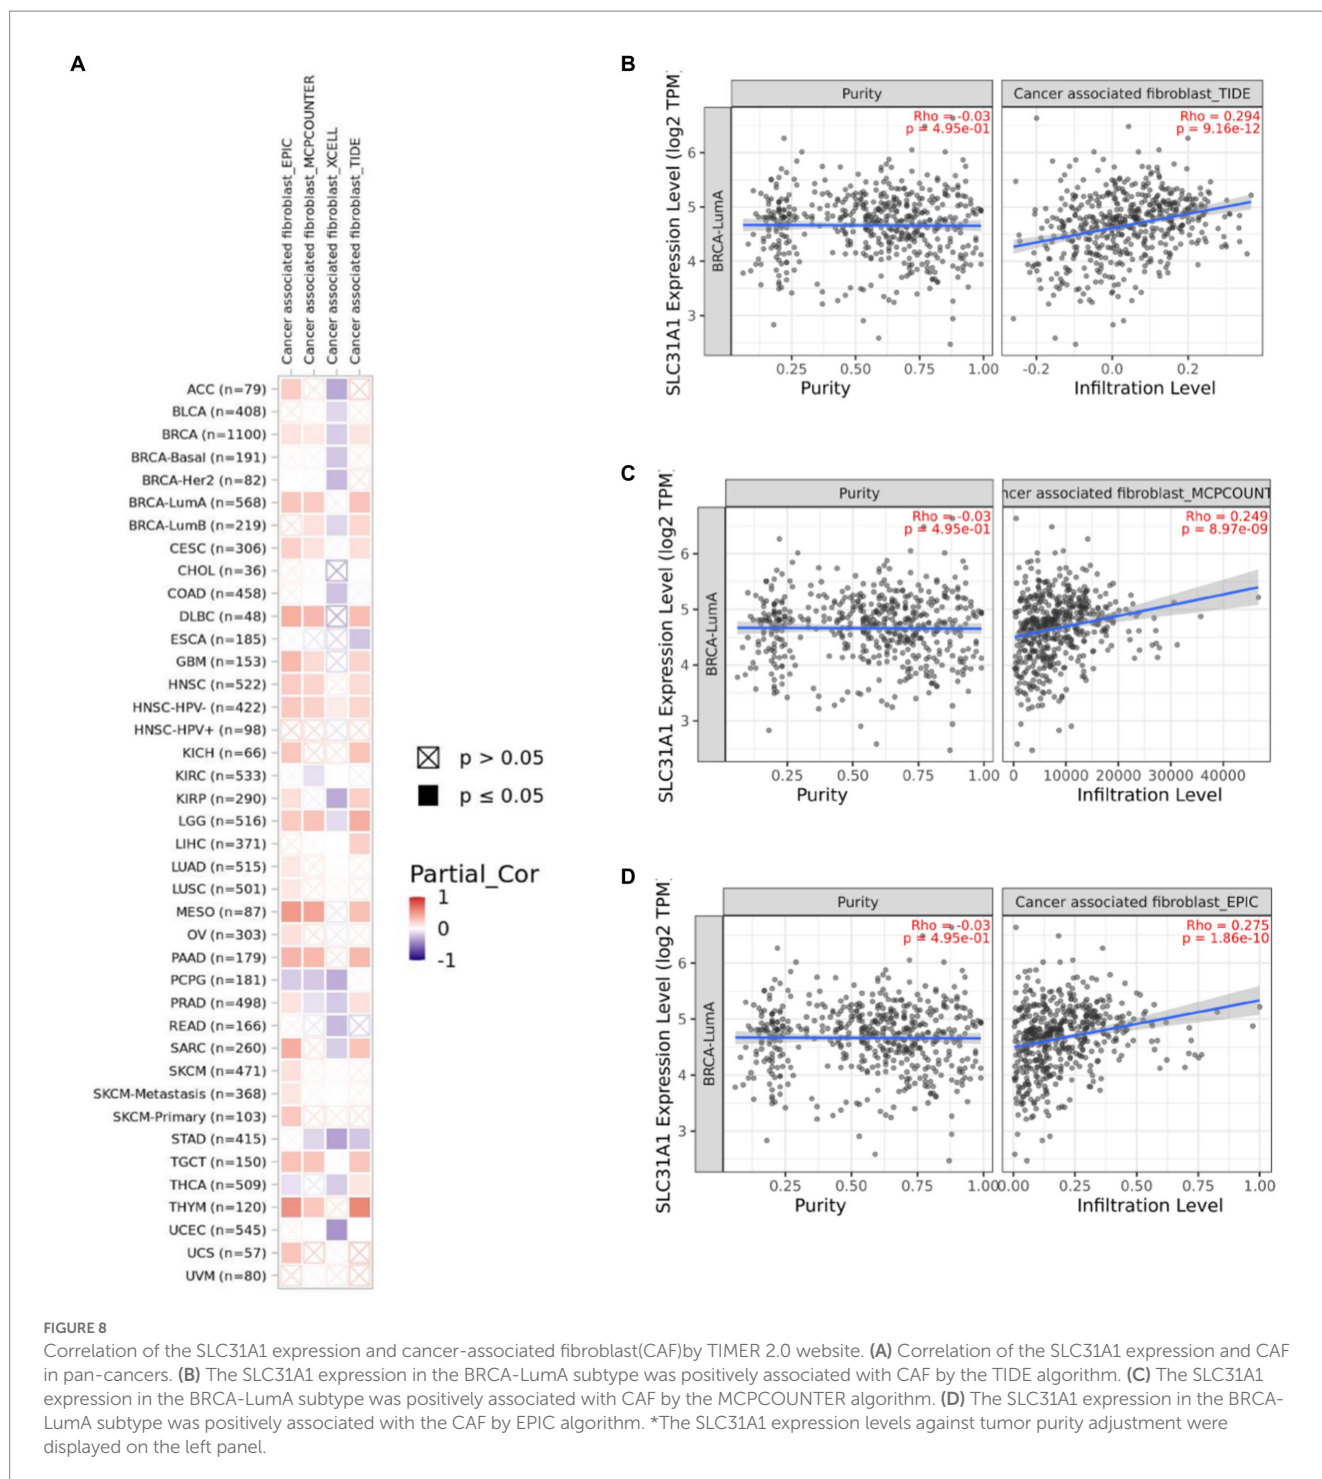 A
Cancer associated fibroblast_EPIC
Cancer associated fibroblast_MCPCOUNTER
Cancer associated fibroblast_XCELL
Cancer associated fibroblast_TIDE
ACC (n=79)
BLCA (n=408)
BRCA (n=1100)
BRCA-Basal (n=191)
BRCA-Her2 (n=82)
BRCA-LumA (n=568)
BRCA-LumB (n=219)
CESC (n=306)
CHOL (n=36)
COAD (n=458)
DLBC (n=48)
ESCA (n=185)
GBM (n=153)
HNSC (n=522)
HNSC-HPV- (n=422)
HNSC-HPV+ (n=98)
KICH (n=66)
KIRC (n=533)
KIRP (n=290)
LGG (n=516)
LIHC (n=371)
LUAD (n=515)
LUSC (n=501)
MESO (n=87)
OV (n=303)
PAAD (n=179)
PCPG (n=181)
PRAD (n=498)
READ (n=166)
SARC (n=260)
SKCM (n=471)
SKCM-Metastasis (n=368)
SKCM-Primary (n=103)
STAD (n=415)
TGCT (n=150)
THCA (n=509)
THYM (n=120)
UCEC (n=545)
UCS (n=57)
UVM (n=80)
p > 0.05
p ≤ 0.05
Partial_Cor
1
0
-1
B
SLC31A1 Expression Level (log2 TPM)
BRCA-LumA
Purity
Cancer associated fibroblast_TIDE
Rho = -0.03
p = 4.95e-01
Rho = 0.294
p = 9.16e-12
6
5
4
3
0.25 0.50 0.75 1.00
-0.2 0.0 0.2
Purity
Infiltration Level
C
SLC31A1 Expression Level (log2 TPM)
BRCA-LumA
Purity
ncer associated fibroblast_MCPCOUNT
Rho = -0.03
p = 4.95e-01
Rho = 0.249
p = 8.97e-09
6
5
4
3
0.25 0.50 0.75 1.00
0 10000 20000 30000 40000
Purity
Infiltration Level
D
SLC31A1 Expression Level (log2 TPM)
BRCA-LumA
Purity
Cancer associated fibroblast_EPIC
Rho = -0.03
p = 4.95e-01
Rho = 0.275
p = 1.86e-10
6
5
4
3
0.25 0.50 0.75 1.00
0.00 0.25 0.50 0.75 1.00
Purity
Infiltration Level
FIGURE 8
Correlation of the SLC31A1 expression and cancer-associated fibroblast(CAF)by TIMER 2.0 website. (A) Correlation of the SLC31A1 expression and CAF
in pan-cancers. (B) The SLC31A1 expression in the BRCA-LumA subtype was positively associated with CAF by the TIDE algorithm. (C) The SLC31A1
expression in the BRCA-LumA subtype was positively associated with CAF by the MCPCOUNTER algorithm. (D) The SLC31A1 expression in the BRCA-
LumA subtype was positively associated with the CAF by EPIC algorithm. *The SLC31A1 expression levels against tumor purity adjustment were
displayed on the left panel.